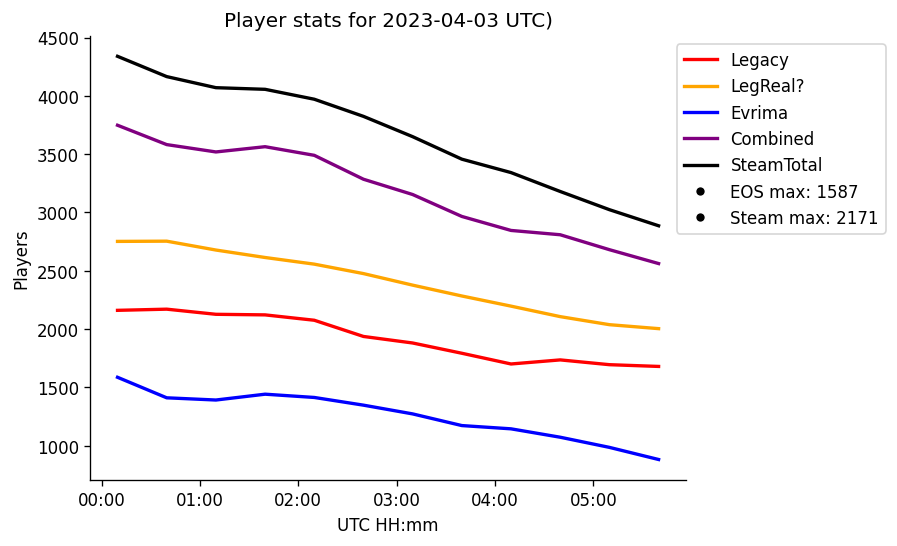 Player stats for 2023-04-03 UTC)
4500
4000
3500
3000
2500
2000
1500
1000
Players
00:00 01:00 02:00 03:00 04:00 05:00
UTC HH:mm
Legacy
LegReal?
Evrima
Combined
SteamTotal
EOS max: 1587
Steam max: 2171